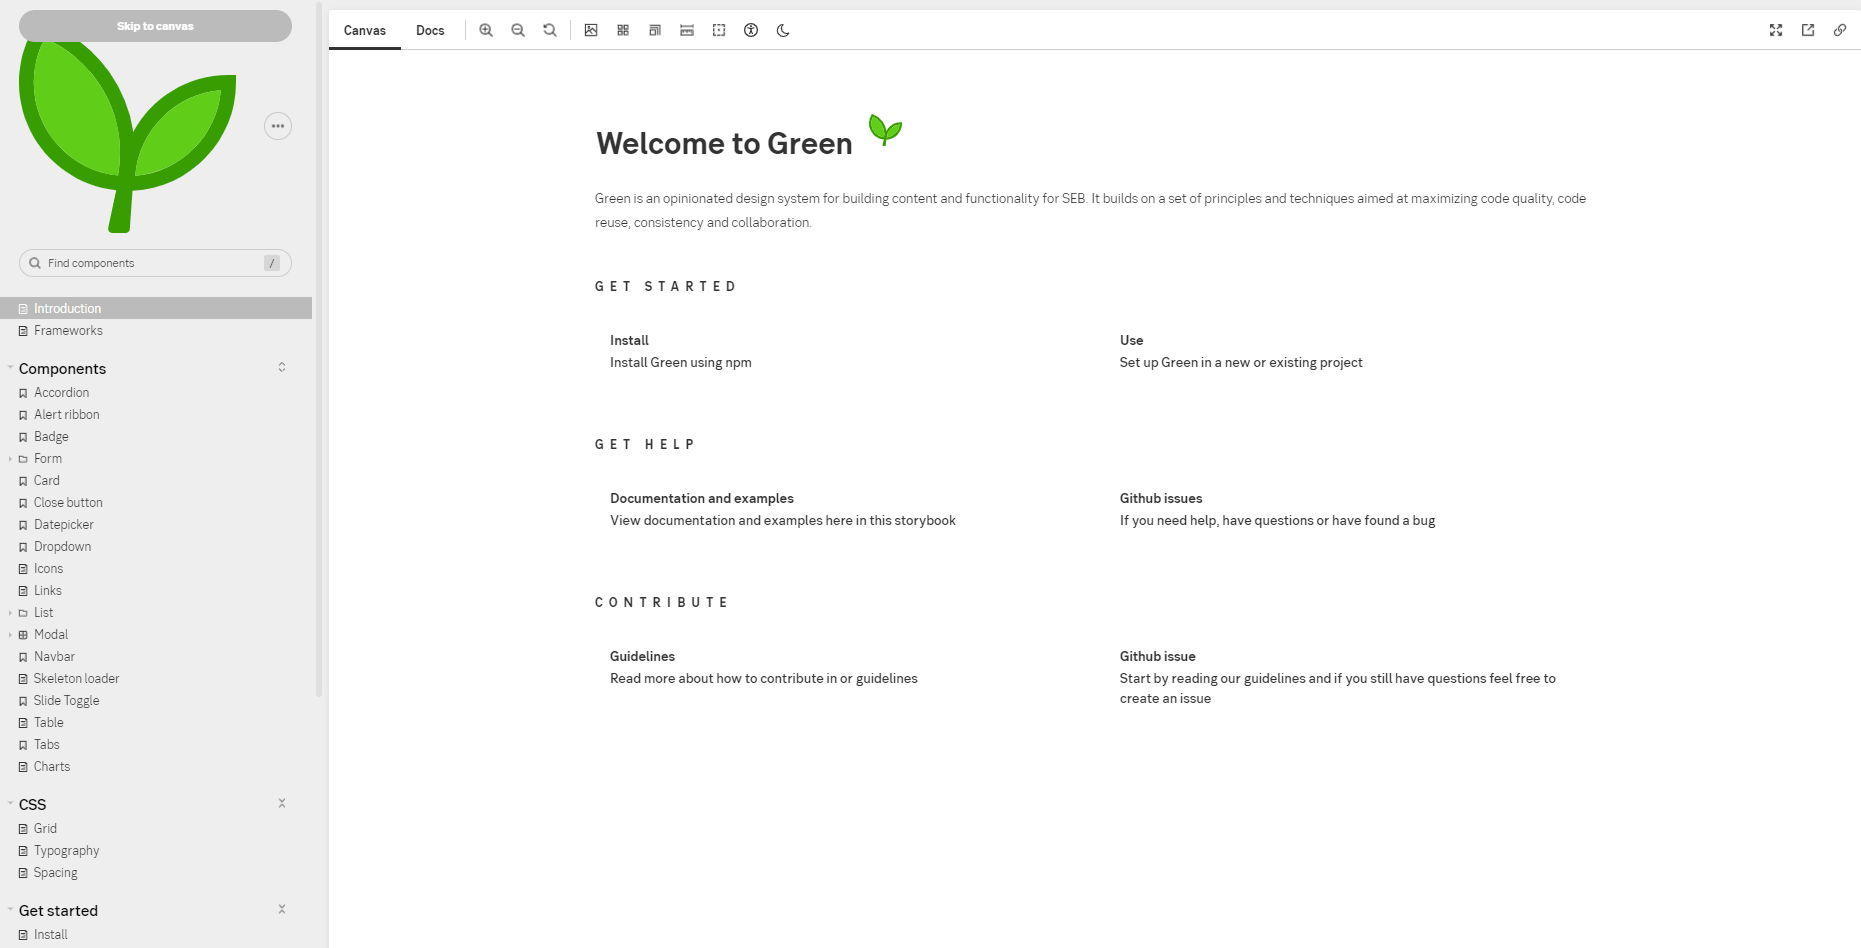 Skip to canvas
Find components
/
Introduction
Frameworks
Components
Accordion
Alert ribbon
Badge
Form
Card
Close button
Datepicker
Dropdown
Icons
Links
List
Modal
Navbar
Skeleton loader
Slide Toggle
Table
Tabs
Charts
CSS
Grid
Typography
Spacing
Get started
Install
Canvas
Docs
Welcome to Green
Green is an opinionated design system for building content and functionality for SEB. It builds on a set of principles and techniques aimed at maximizing code quality, code
reuse, consistency and collaboration.
GET STARTED
Install
Install Green using npm
Use
Set up Green in a new or existing project
GET HELP
Documentation and examples
View documentation and examples here in this storybook
Github issues
If you need help, have questions or have found a bug
CONTRIBUTE
Guidelines
Read more about how to contribute in or guidelines
Github issue
Start by reading our guidelines and if you still have questions feel free to
create an issue